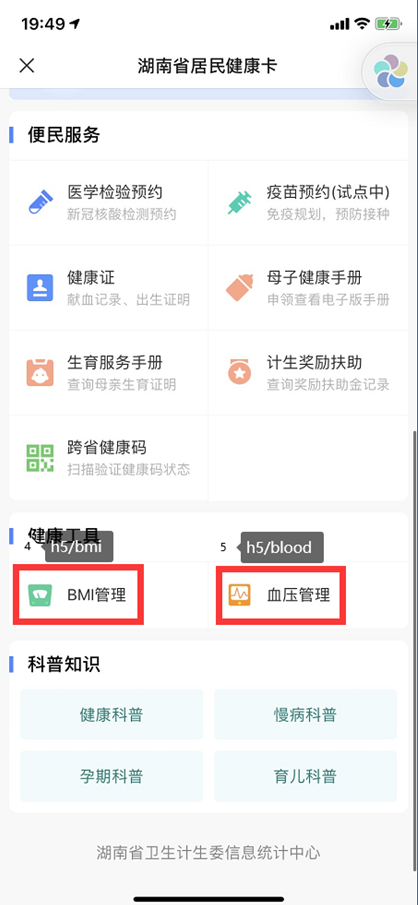 19:49
湖南省居民健康卡
便民服务
医学检验预约
新冠核酸检测预约
疫苗预约(试点中)
免疫规划，预防接种
健康证
献血记录、出生证明
母子健康手册
申领查看电子版手册
生育服务手册
查询母亲生育证明
计生奖励扶助
查询奖励扶助金记录
跨省健康码
扫描验证健康码状态
健康工具
4 h5/bmi
5 h5/blood
BMI管理
血压管理
科普知识
健康科普
慢病科普
孕期科普
育儿科普
湖南省卫生计生委信息统计中心